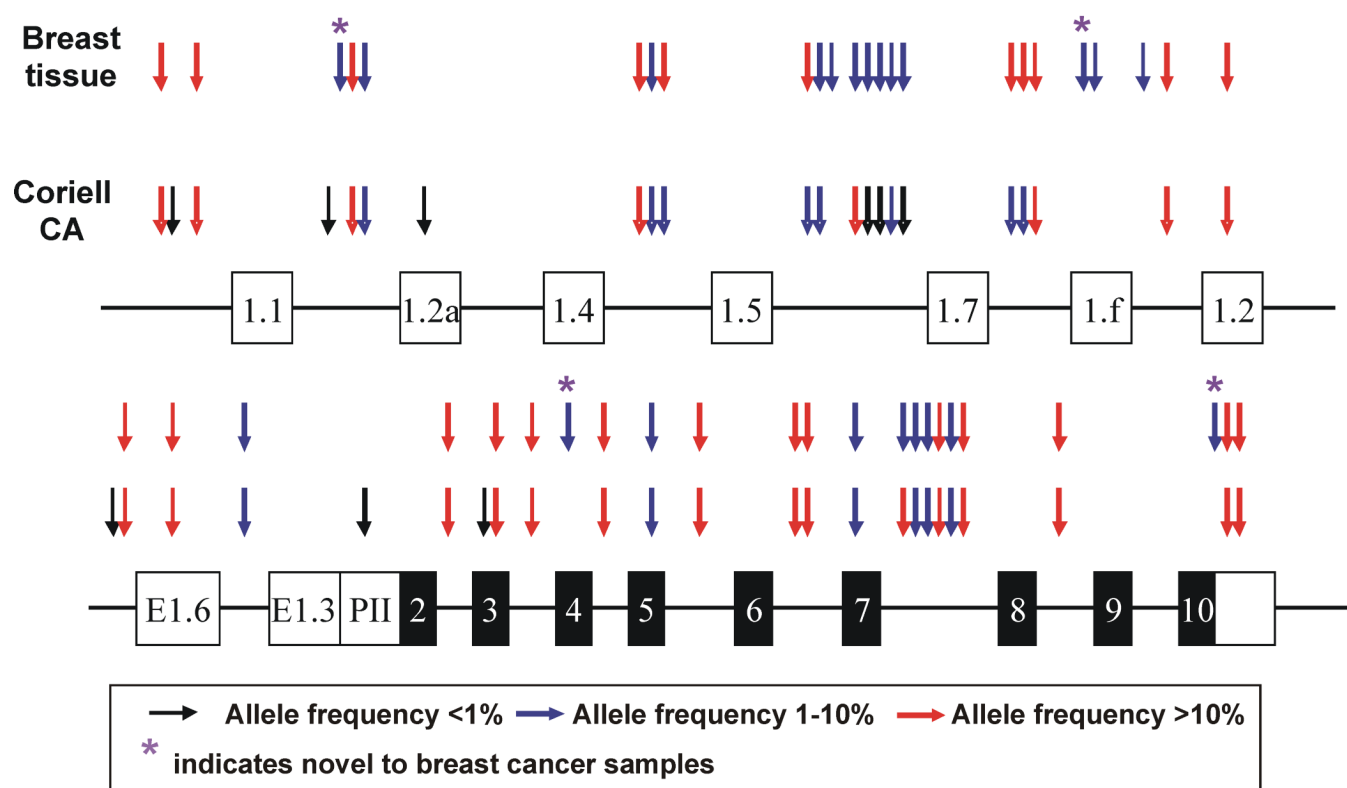 *
*
Breast
tissue
Coriell
CA
1.1 1.2a 1.4 1.5 1.7 1.f 1.2
*
*
E1.6 E1.3 PII 2 3 4 5 6 7 8 9 10
Allele frequency <1% Allele frequency 1-10% Allele frequency >10%
* indicates novel to breast cancer samples